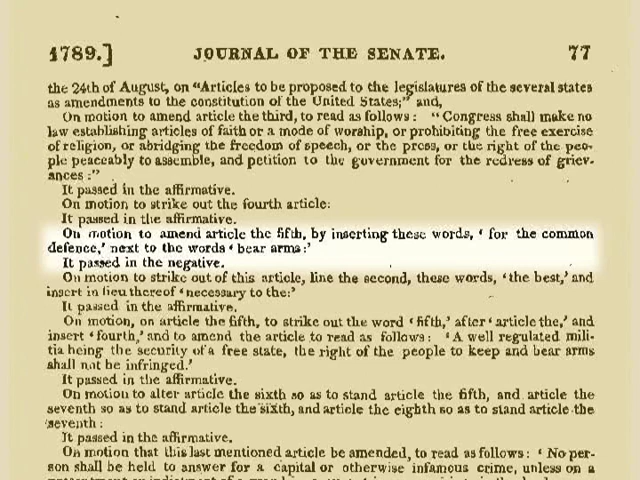 1789.] JOURNAL OF THE SENATE. 77
the 24th of August, on "Articles to be proposed to the legislatures of the several states
as amendments to the constitution of the United States;" and,
On motion to amend article the third, to read as follows: "Congress shall make no
law establishing articles of faith or a mode of worship, or prohibiting the free exercise
of religion, or abridging the freedom of speech, or the press, or the right of the peo-
ple peaceably to assemble, and petition to the government for the redress of griev-
ances:"
It passed in the affirmative.
On motion to strike out the fourth article:
It passed in the affirmative.
On motion to amend article the fifth, by inserting these words, ' for the common
defence,' next to the words ' bear arms:'
It passed in the negative.
On motion to strike out of this article, line the second, these words, 'the best,' and
insert in lieu thereof ' necessary to the:'
It passed in the affirmative.
On motion, on article the fifth, to strike out the word ' fifth,' after ' article the,' and
insert ' fourth,' and to amend the article to read as follows: ' A well regulated mili-
tia being the security of a free state, the right of the people to keep and bear arms
shall not be infringed.'
It passed in the affirmative.
On motion to alter article the sixth so as to stand article the fifth, and article the
seventh so as to stand article the sixth, and article the eighth so as to stand article the
seventh:
It passed in the affirmative.
On motion that this last mentioned article be amended, to read as follows: ' No per-
son shall be held to answer for a capital or otherwise infamous crime, unless on a